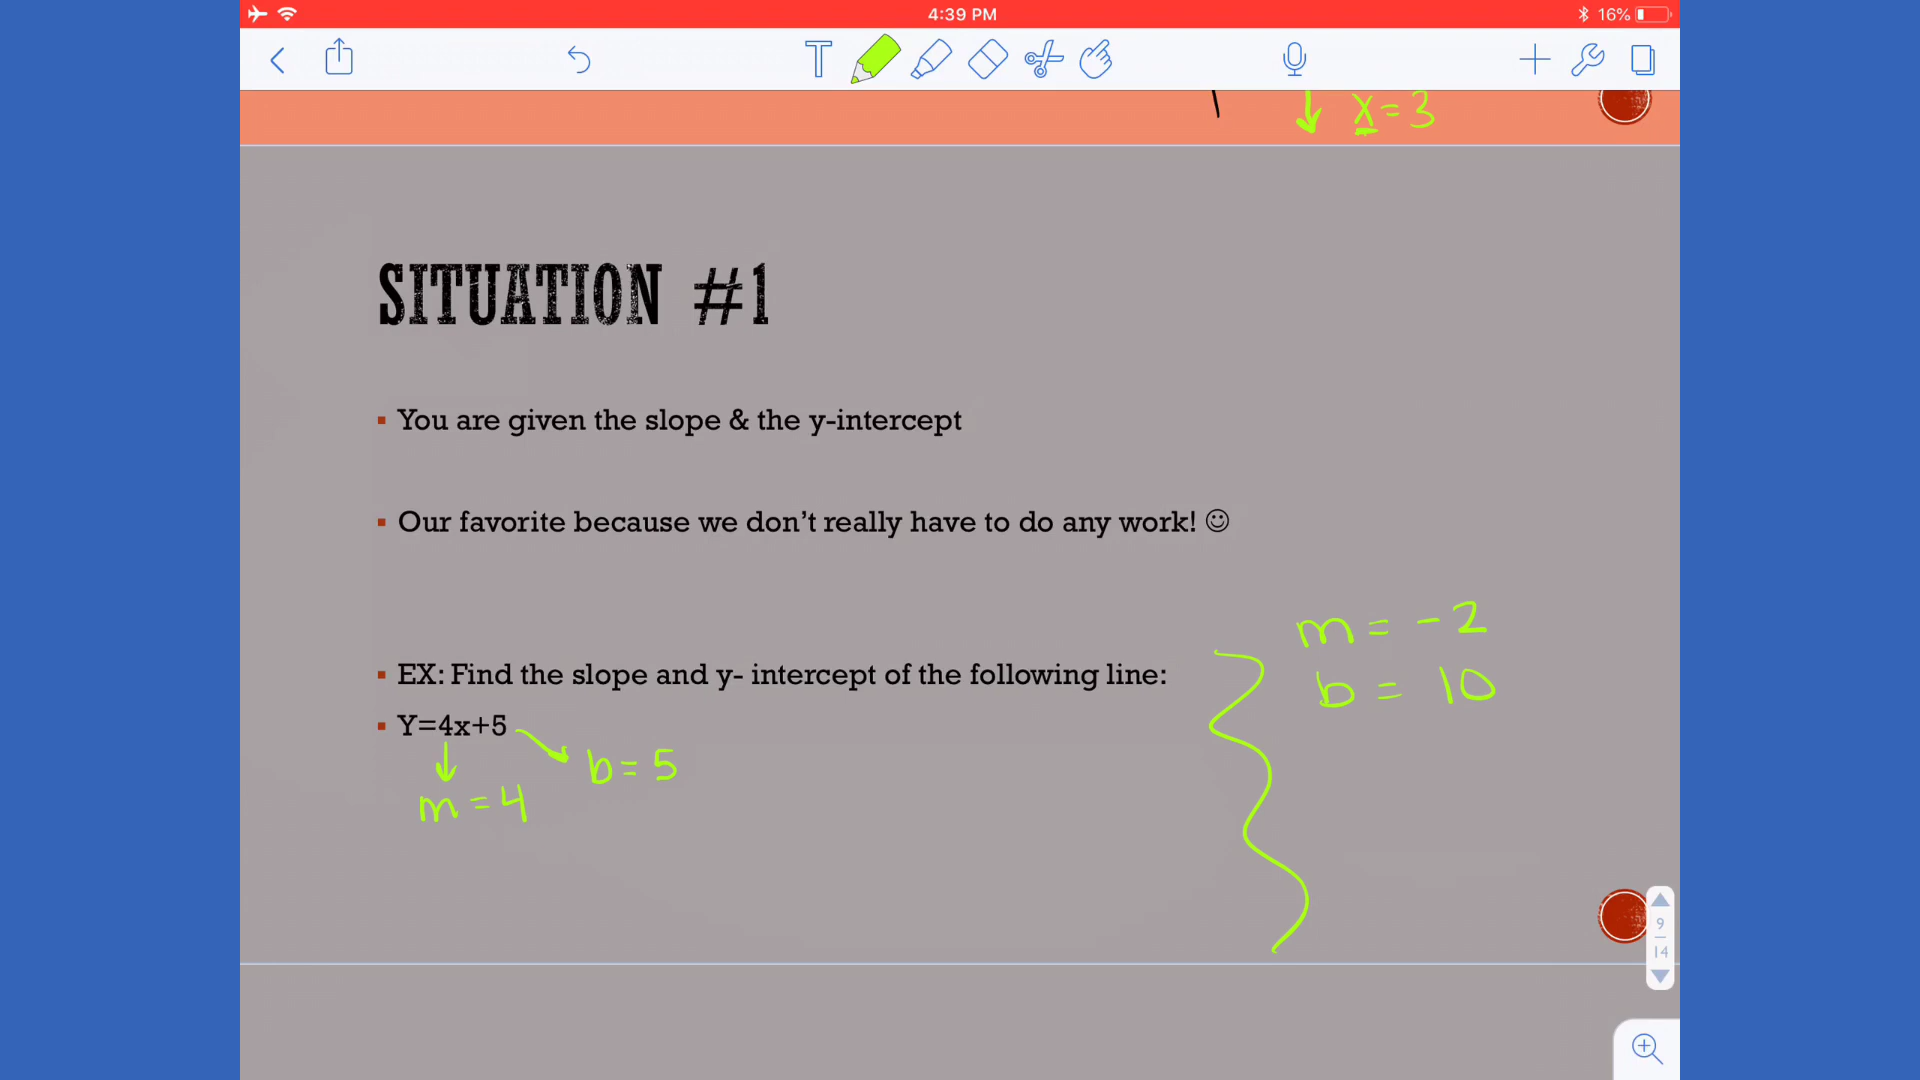 4:39 PM
16%
T
x=3
SITUATION #1
▪ You are given the slope & the y-intercept
▪ Our favorite because we don't really have to do any work! ☺
m = -2
b = 10
▪ EX: Find the slope and y- intercept of the following line:
▪ Y=4x+5
b = 5
m = 4
9
14